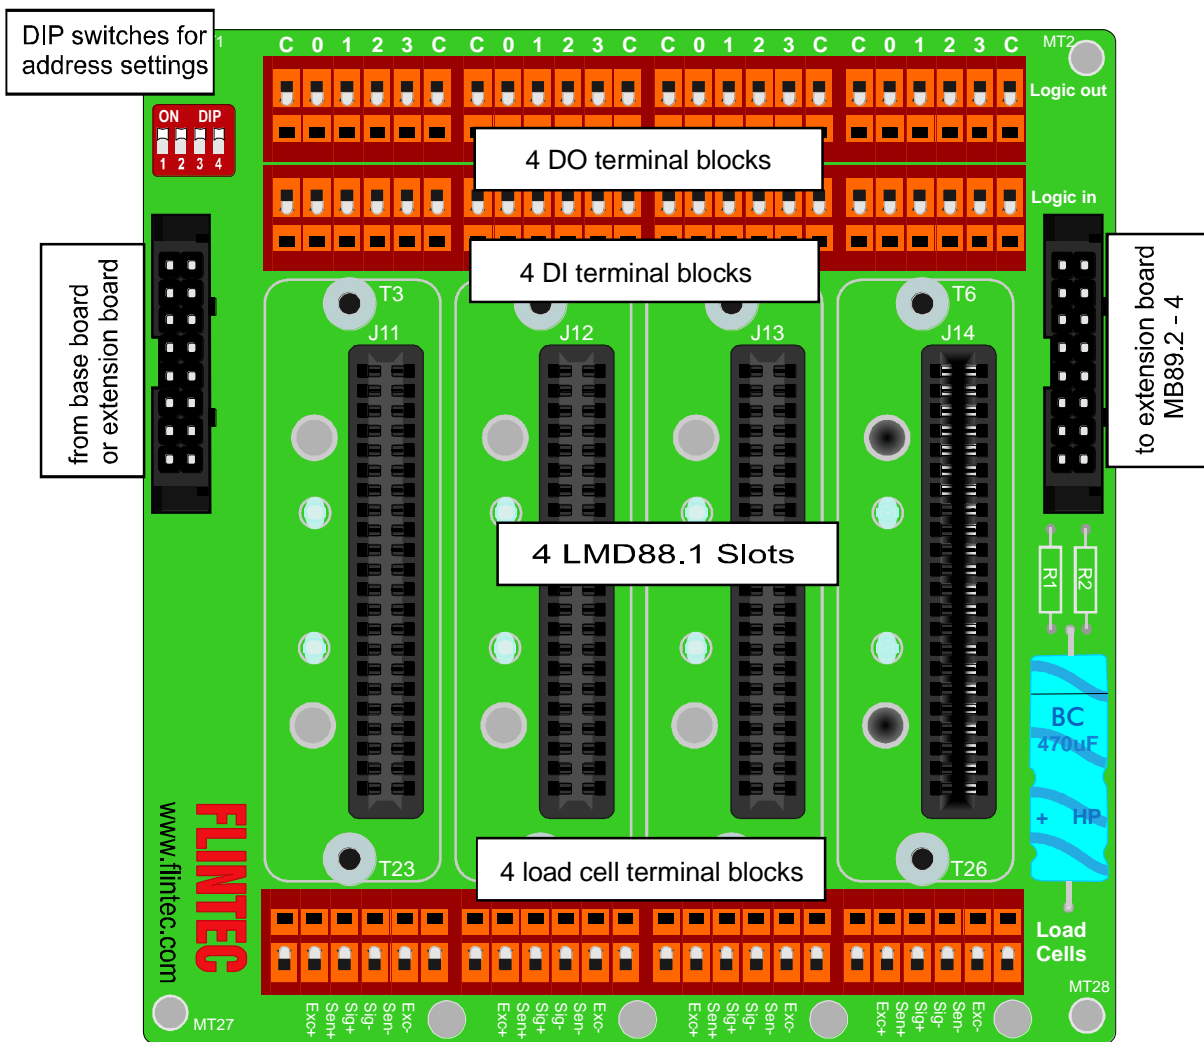 DIP switches for
address settings
C 0 1 2 3 C C 0 1 2 3 C C 0 1 2 3 C C 0 1 2 3 C
MT2
Logic out
ON DIP
1 2 3 4
4 DO terminal blocks
Logic in
4 DI terminal blocks
from base board
or extension board
to extension board
MB89.2 - 4
T3
T6
J11
J12
J13
J14
4 LMD88.1 Slots
R1
R2
BC
470uF
+ HP
T23
T26
4 load cell terminal blocks
FLINTEC
www.flintec.com
Load
Cells
MT27
MT28
Exc+ Sen+ Sig+ Sig- Sen- Exc-
Exc+ Sen+ Sig+ Sig- Sen- Exc-
Exc+ Sen+ Sig+ Sig- Sen- Exc-
Exc+ Sen+ Sig+ Sig- Sen- Exc-